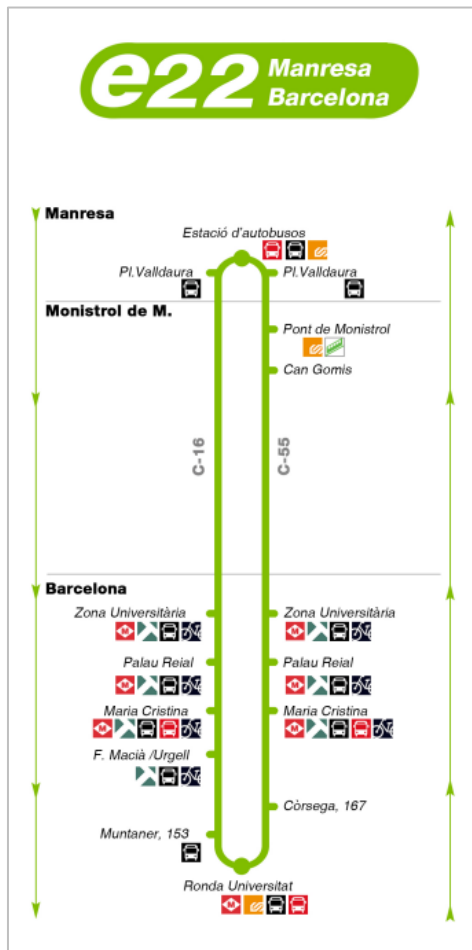 e22 Manresa
Barcelona
Manresa
Estació d'autobusos
Pl.Valldaura
Pl.Valldaura
Monistrol de M.
Pont de Monistrol
Can Gomis
C-16
C-55
Barcelona
Zona Universitària
Zona Universitària
M
M
Palau Reial
Palau Reial
M
M
Maria Cristina
Maria Cristina
M
M
F. Macià /Urgell
Còrsega, 167
Muntaner, 153
Ronda Universitat
M